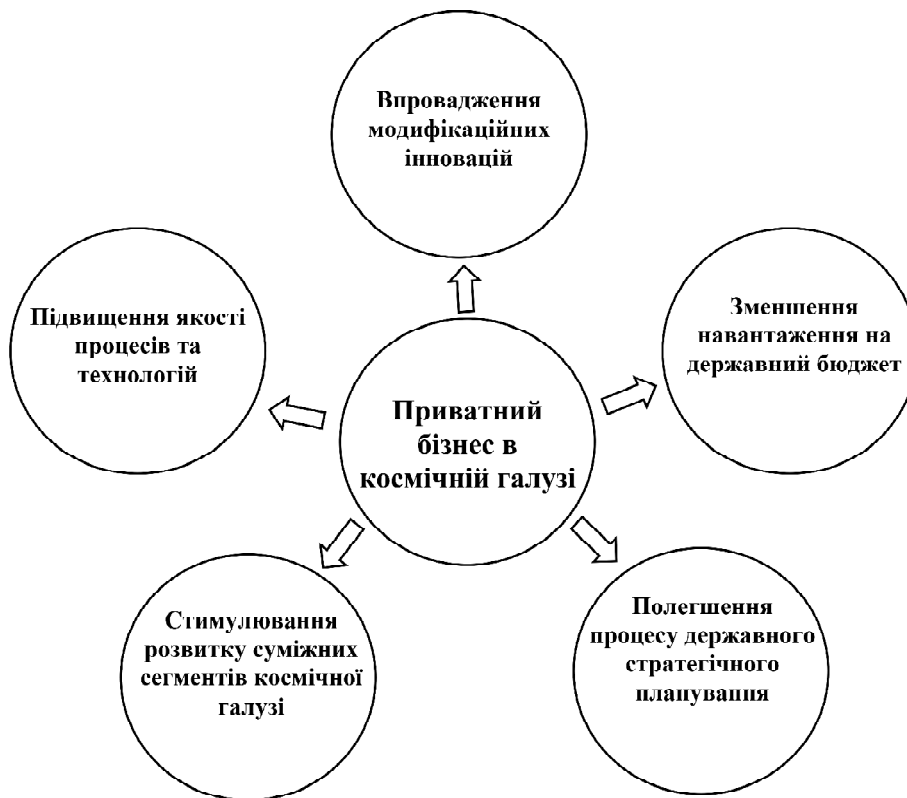 Впровадження
модифікаційних
інновацій
Підвищення якості
процесів та
технологій
Зменшення
навантаження на
державний бюджет
Приватний
бізнес в
космічній галузі
Стимулювання
розвитку суміжних
сегментів космічної
галузі
Полегшення
процесу державного
стратегічного
планування